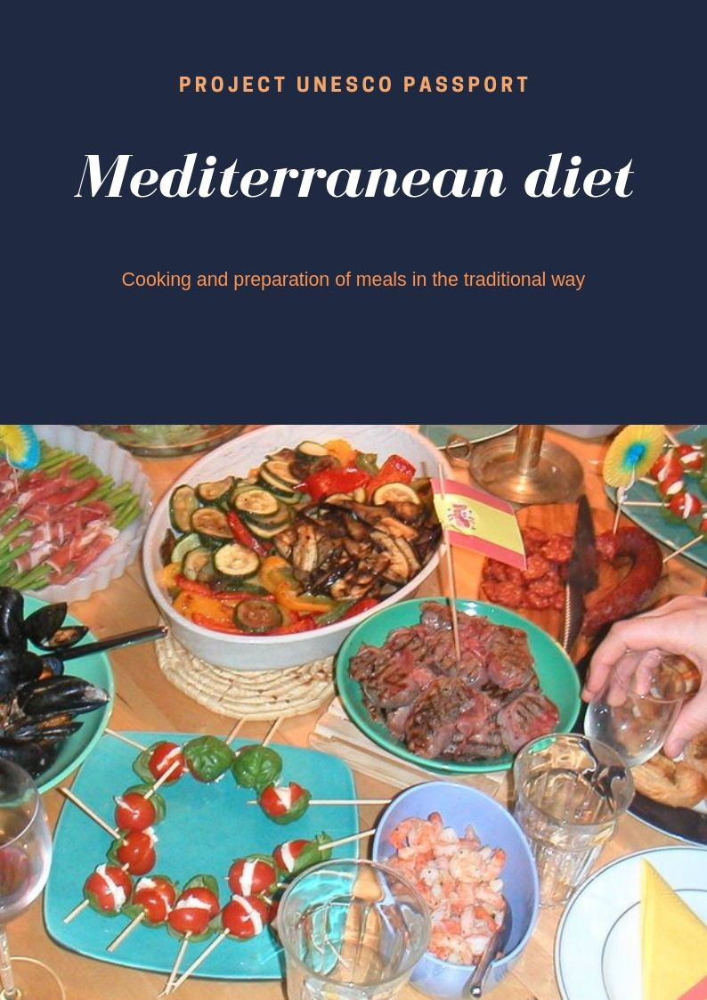 PROJECT UNESCO PASSPORT
Mediterranean diet
Cooking and preparation of meals in the traditional way